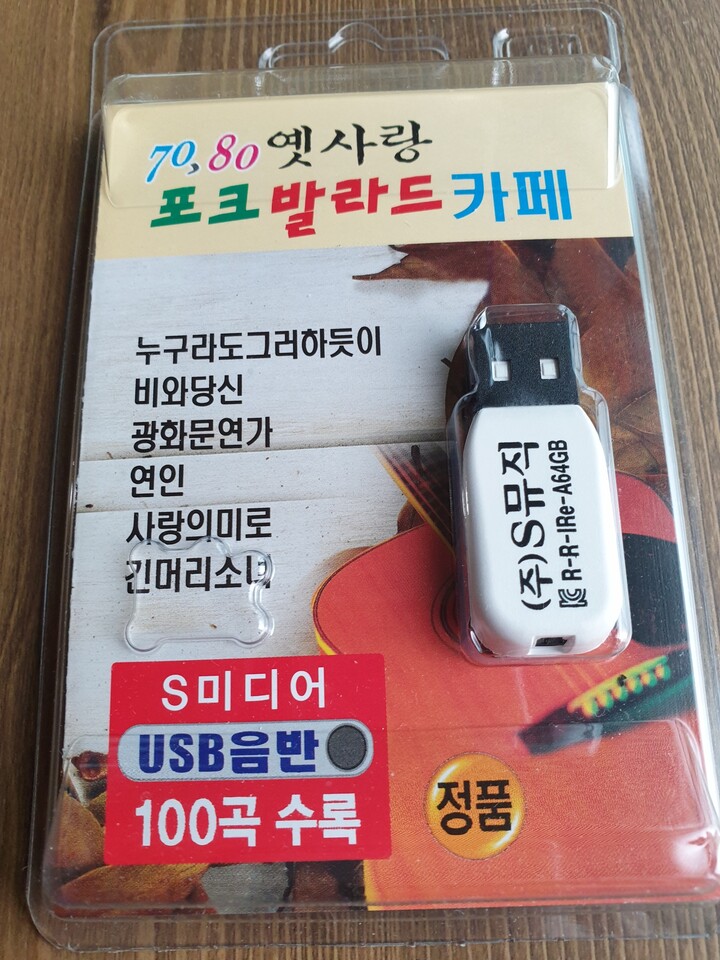 70,80 옛사랑
포크발라드카페
누구라도그러하듯이
비와당신
광화문연가
연인
사랑의미로
긴머리소녀
(주)S뮤직
R-R-IRe-A64GB
S미디어
USB음반
100곡 수록
정품